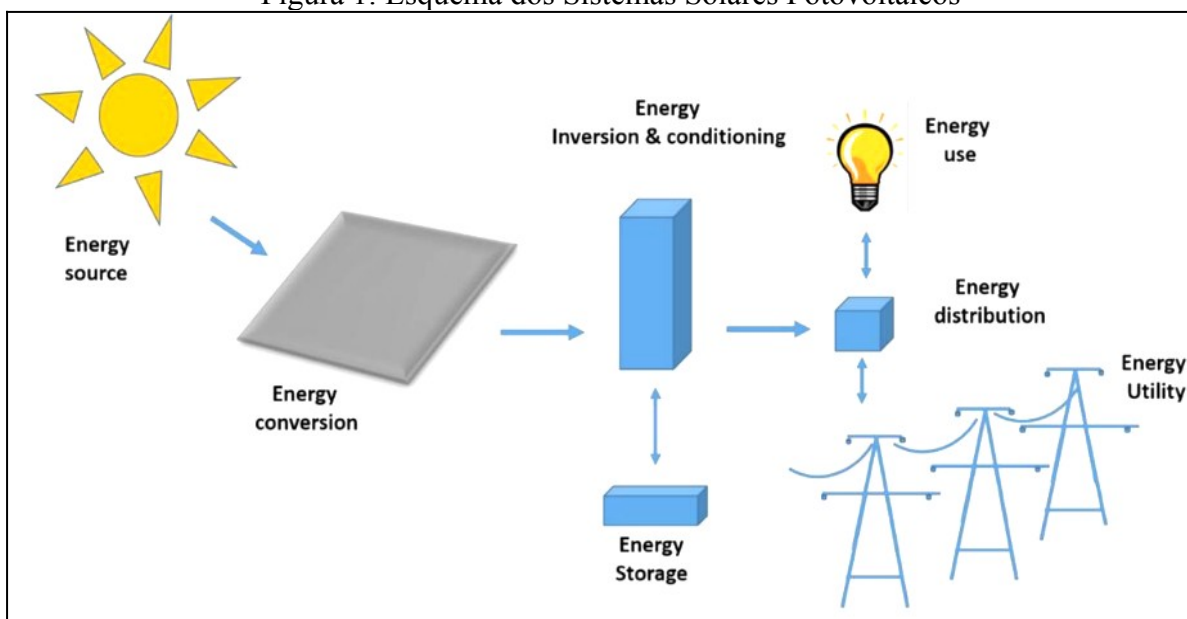 Figura 1: Esquema dos Sistemas Solares Fotovoltaicos
Energy
source
Energy
conversion
Energy
Inversion & conditioning
Energy
Storage
Energy
use
Energy
distribution
Energy
Utility